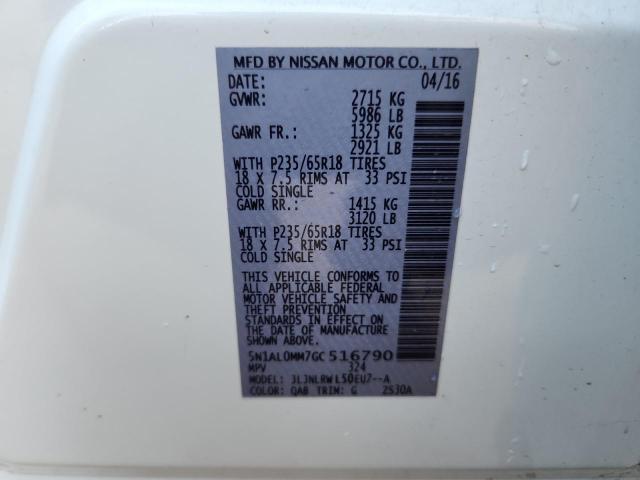 MFD BY NISSAN MOTOR CO., LTD.
DATE: 04/16
GVWR: 2715 KG
5986 LB
GAWR FR.: 1325 KG
2921 LB
WITH P235/65R18 TIRES
18 X 7.5 RIMS AT 33 PSI
COLD SINGLE
GAWR RR.: 1415 KG
3120 LB
WITH P235/65R18 TIRES
18 X 7.5 RIMS AT 33 PSI
COLD SINGLE
THIS VEHICLE CONFORMS TO
ALL APPLICABLE FEDERAL
MOTOR VEHICLE SAFETY AND
THEFT PREVENTION
STANDARDS IN EFFECT ON
THE DATE OF MANUFACTURE
SHOWN ABOVE.
5N1AL0MM7GC516790
MPV 324
MODEL: JLJNLRWL50EU7--A
COLOR: QAB TRIM: G 2S30A